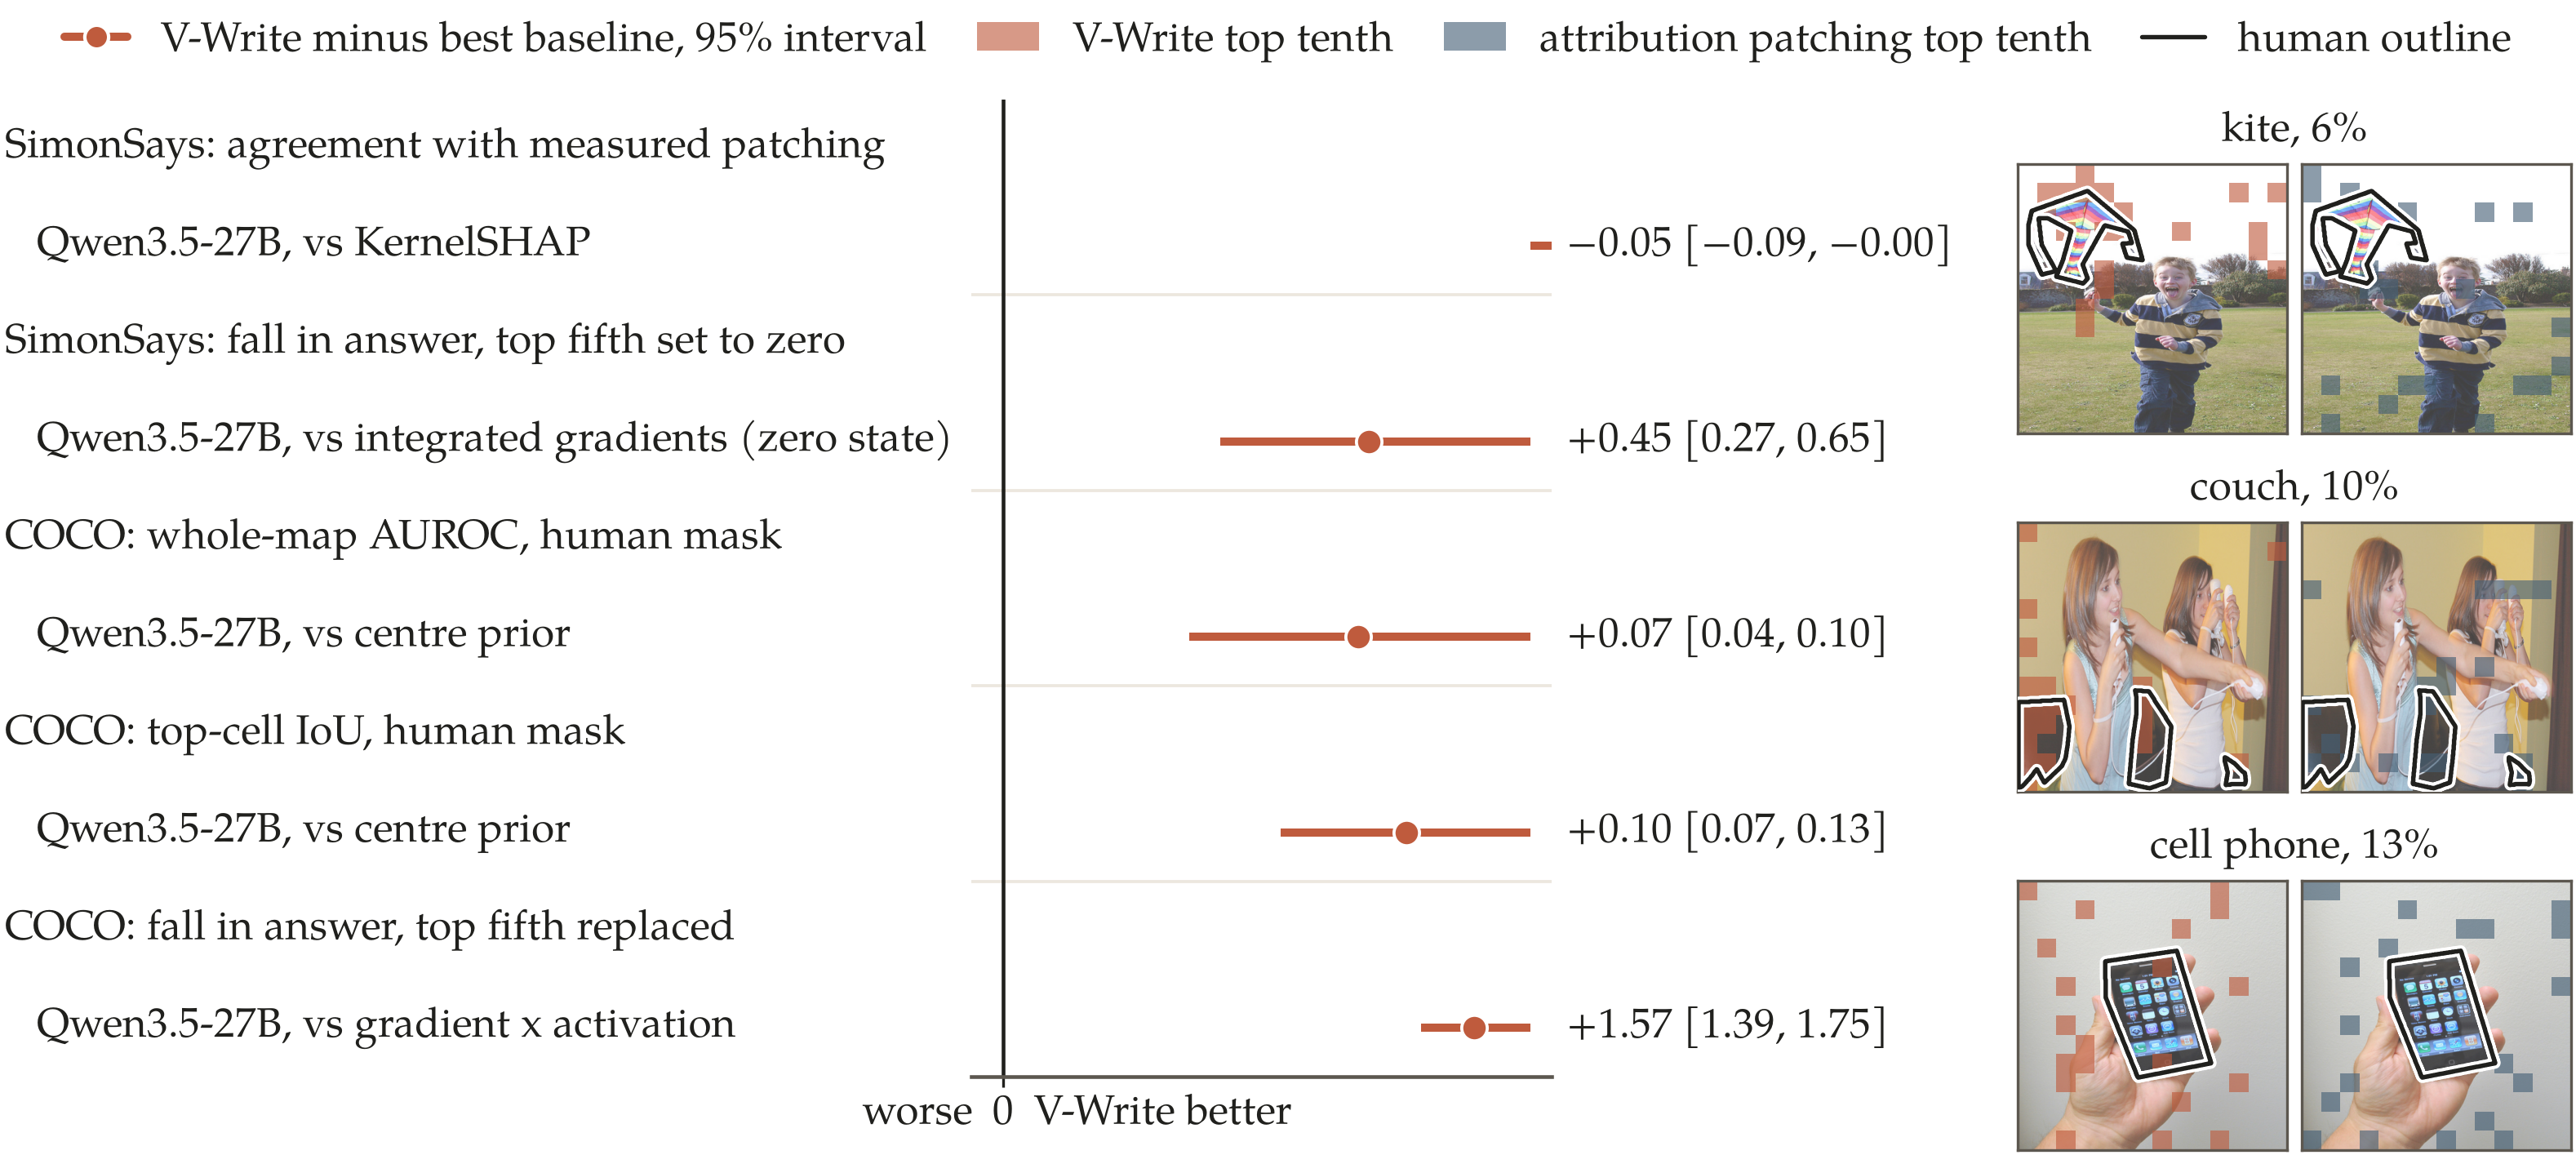 V-Write minus best baseline, 95% interval
V-Write top tenth
attribution patching top tenth
human outline
SimonSays: agreement with measured patching
Qwen3.5-27B, vs KernelSHAP
−0.05 [−0.09, −0.00]
SimonSays: fall in answer, top fifth set to zero
Qwen3.5-27B, vs integrated gradients (zero state)
+0.45 [0.27, 0.65]
COCO: whole-map AUROC, human mask
Qwen3.5-27B, vs centre prior
+0.07 [0.04, 0.10]
COCO: top-cell IoU, human mask
Qwen3.5-27B, vs centre prior
+0.10 [0.07, 0.13]
COCO: fall in answer, top fifth replaced
Qwen3.5-27B, vs gradient x activation
+1.57 [1.39, 1.75]
worse 0 V-Write better
kite, 6%
couch, 10%
cell phone, 13%